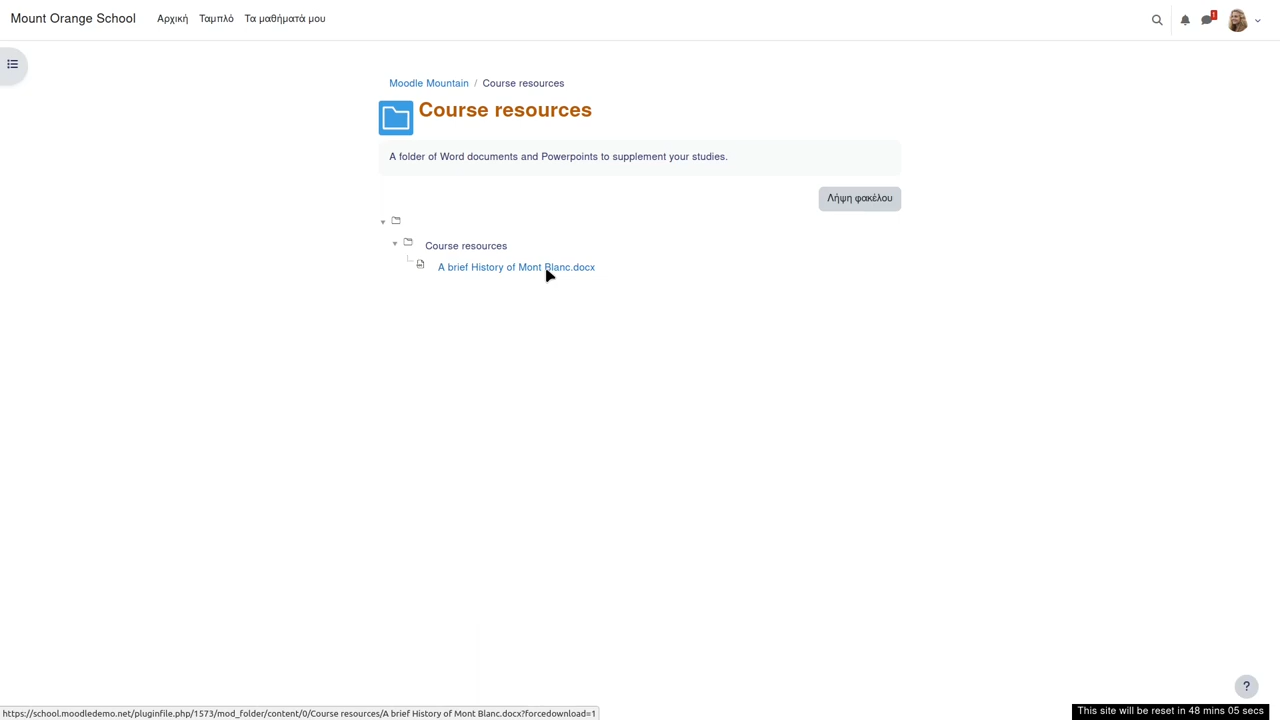 Mount Orange School Αρχική Ταμπλό Τα μαθήματά μου
1
Moodle Mountain / Course resources
Course resources
A folder of Word documents and Powerpoints to supplement your studies.
Λήψη φακέλου
Course resources
A brief History of Mont Blanc.docx
?
https://school.moodledemo.net/pluginfile.php/1573/mod_folder/content/0/Course resources/A brief History of Mont Blanc.docx?forcedownload=1
This site will be reset in 48 mins 05 secs